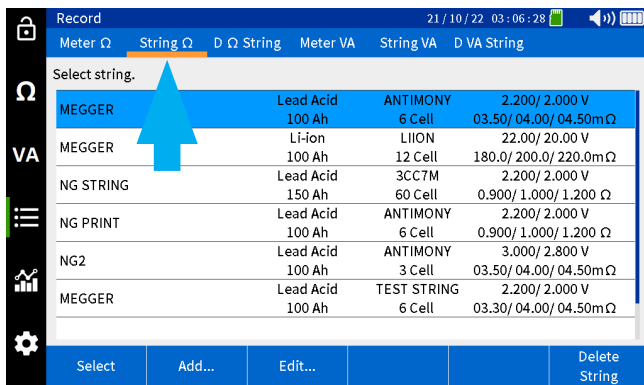 Record 21/10/22 03:06:28
Meter Ω String Ω D Ω String Meter VA String VA D VA String
Select string.
Ω
VA
MEGGER Lead Acid ANTIMONY 2.200/ 2.000 V
100 Ah 6 Cell 03.50/ 04.00/ 04.50mΩ
MEGGER Li-ion LIION 22.00/ 20.00 V
100 Ah 12 Cell 180.0/ 200.0/ 220.0mΩ
NG STRING Lead Acid 3CC7M 2.200/ 2.000 V
150 Ah 60 Cell 0.900/ 1.000/ 1.200 Ω
NG PRINT Lead Acid ANTIMONY 2.200/ 2.000 V
100 Ah 6 Cell 0.900/ 1.000/ 1.200 Ω
NG2 Lead Acid ANTIMONY 3.000/ 2.800 V
100 Ah 3 Cell 03.50/ 04.00/ 04.50mΩ
MEGGER Lead Acid TEST STRING 2.200/ 2.000 V
100 Ah 6 Cell 03.30/ 04.00/ 04.50mΩ
Select Add... Edit... Delete
String